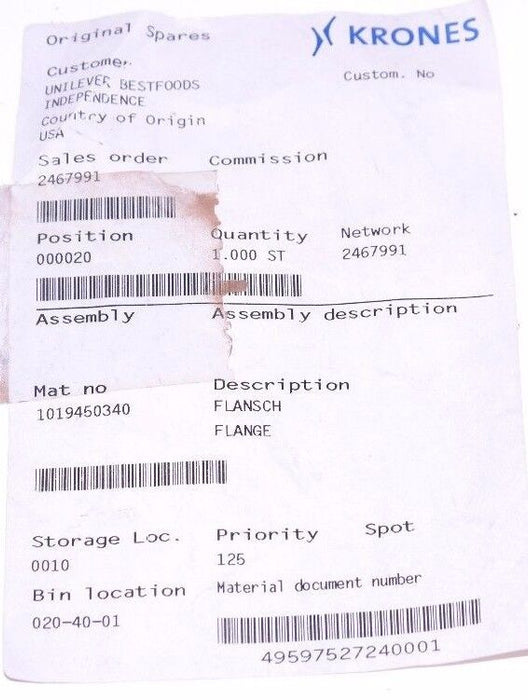 Original Spares
KRONES
Customer
Custom. No
UNILEVER BESTFOODS
INDEPENDENCE
Country of Origin
USA
Sales order Commission
2467991
Position Quantity Network
000020 1.000 ST 2467991
Assembly Assembly description
Mat no Description
1019450340 FLANSCH
FLANGE
Storage Loc. Priority Spot
0010 125
Bin location Material document number
020-40-01
49597527240001